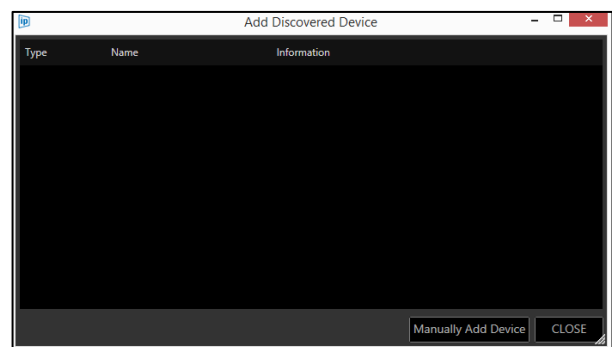 ip Add Discovered Device
Type Name Information
Manually Add Device CLOSE